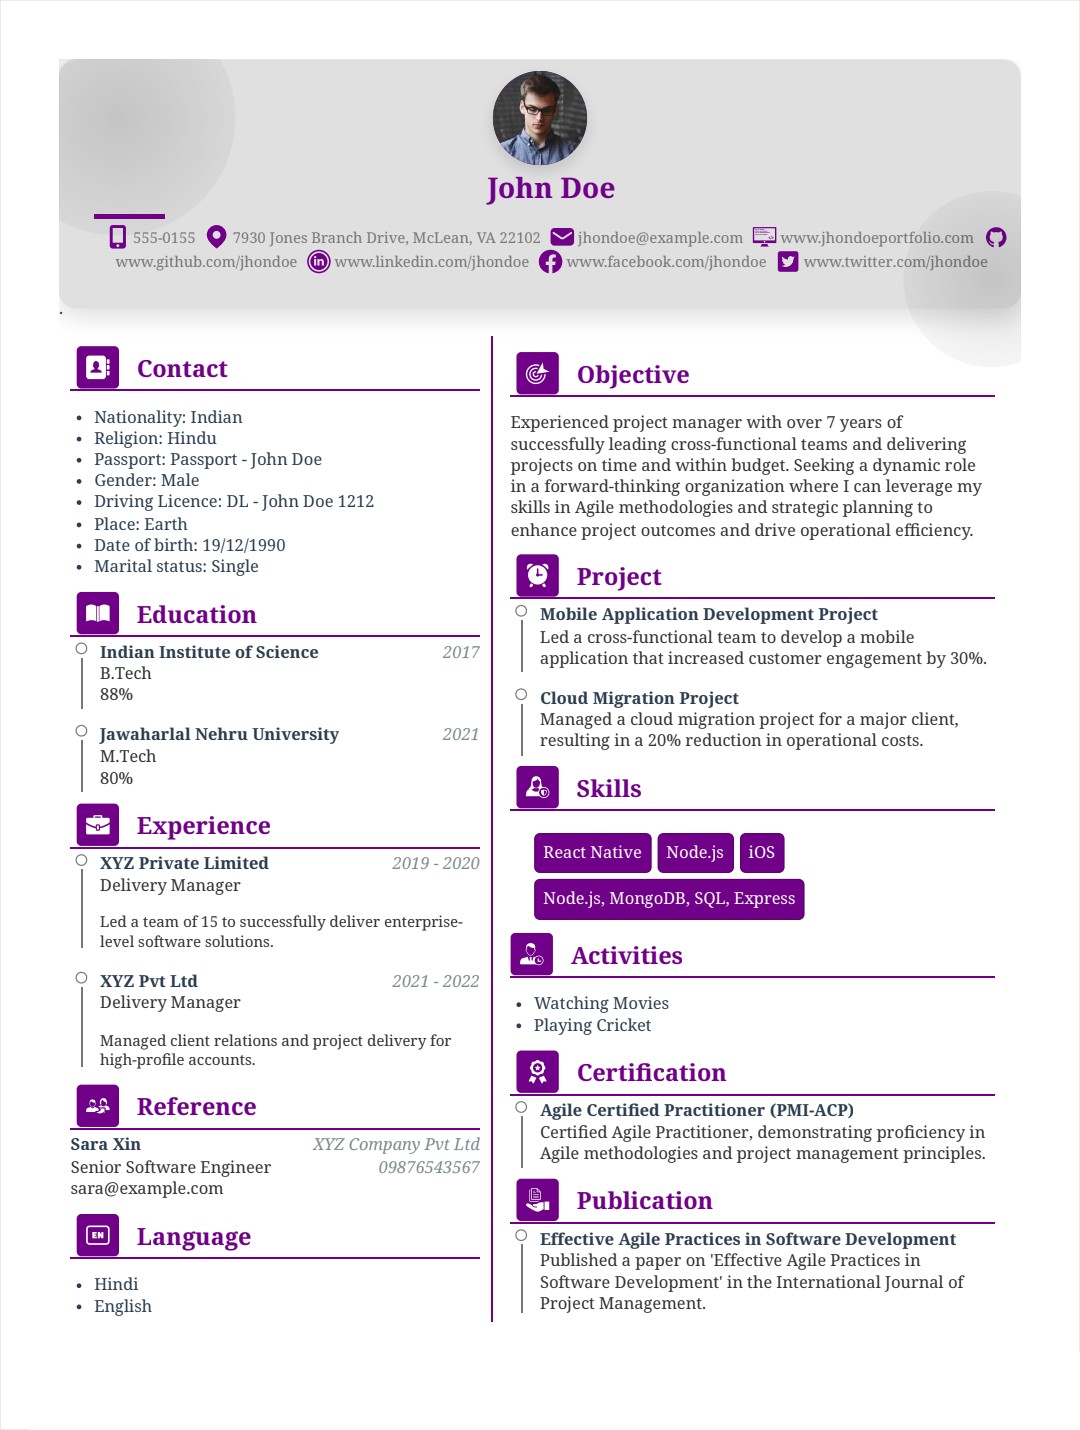 John Doe
555-0155 7930 Jones Branch Drive, McLean, VA 22102 jhondoe@example.com www.jhondoeportfolio.com
www.github.com/jhondoe www.linkedin.com/jhondoe www.facebook.com/jhondoe www.twitter.com/jhondoe
.
Contact
• Nationality: Indian
• Religion: Hindu
• Passport: Passport - John Doe
• Gender: Male
• Driving Licence: DL - John Doe 1212
• Place: Earth
• Date of birth: 19/12/1990
• Marital status: Single
Education
Indian Institute of Science 2017
B.Tech
88%
Jawaharlal Nehru University 2021
M.Tech
80%
Experience
XYZ Private Limited 2019 - 2020
Delivery Manager
Led a team of 15 to successfully deliver enterprise-
level software solutions.
XYZ Pvt Ltd 2021 - 2022
Delivery Manager
Managed client relations and project delivery for
high-profile accounts.
Reference
Sara Xin XYZ Company Pvt Ltd
Senior Software Engineer 09876543567
sara@example.com
EN Language
• Hindi
• English
Objective
Experienced project manager with over 7 years of
successfully leading cross-functional teams and delivering
projects on time and within budget. Seeking a dynamic role
in a forward-thinking organization where I can leverage my
skills in Agile methodologies and strategic planning to
enhance project outcomes and drive operational efficiency.
Project
Mobile Application Development Project
Led a cross-functional team to develop a mobile
application that increased customer engagement by 30%.
Cloud Migration Project
Managed a cloud migration project for a major client,
resulting in a 20% reduction in operational costs.
Skills
React Native Node.js iOS
Node.js, MongoDB, SQL, Express
Activities
• Watching Movies
• Playing Cricket
Certification
Agile Certified Practitioner (PMI-ACP)
Certified Agile Practitioner, demonstrating proficiency in
Agile methodologies and project management principles.
Publication
Effective Agile Practices in Software Development
Published a paper on 'Effective Agile Practices in
Software Development' in the International Journal of
Project Management.